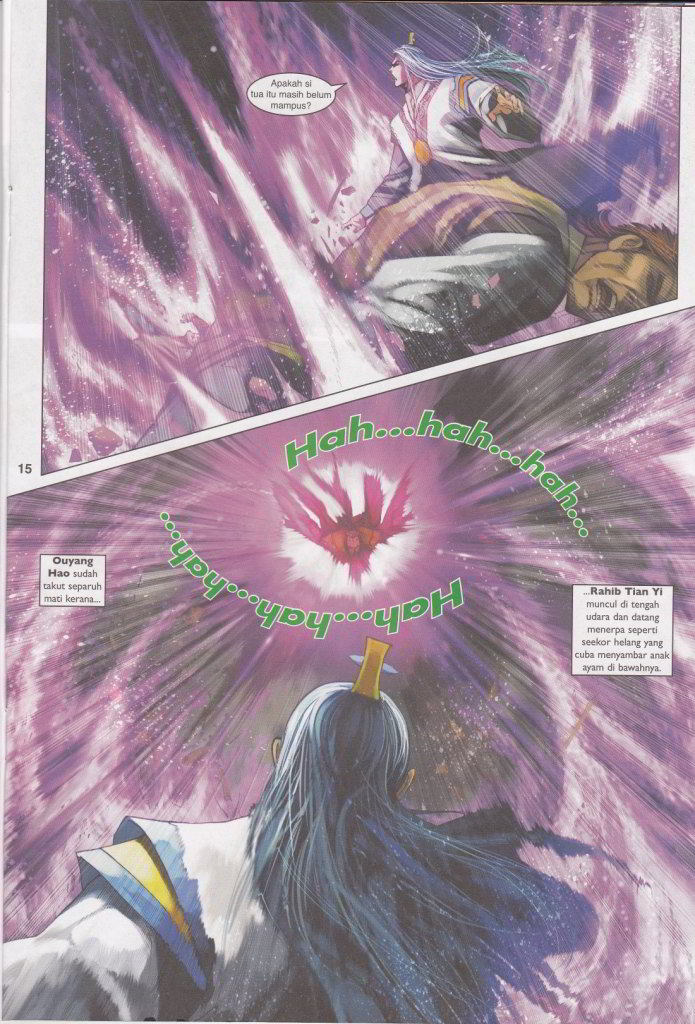 Apakah si
tua itu masih belum
mampus?
15
Hah...hah...hah...
Hah...hah...hah...
Ouyang
Hao sudah
takut separuh
mati kerana...
...Rahib Tian Yi
muncul di tengah
udara dan datang
menerpa seperti
seekor helang yang
cuba menyambar anak
ayam di bawahnya.